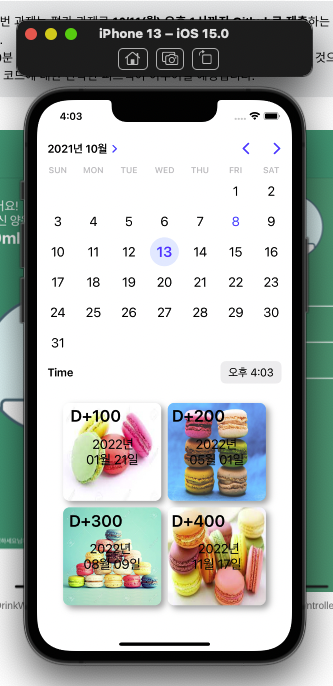 iPhone 13 – iOS 15.0
4:03
2021년 10월 >
SUN MON TUE WED THU FRI SAT
1 2
3 4 5 6 7 8 9
10 11 12 13 14 15 16
17 18 19 20 21 22 23
24 25 26 27 28 29 30
31
Time 오후 4:03
D+100 D+200
2022년 2022년
01월 21일 05월 01일
D+300 D+400
2022년 2022년
08월 09일 11월 17일